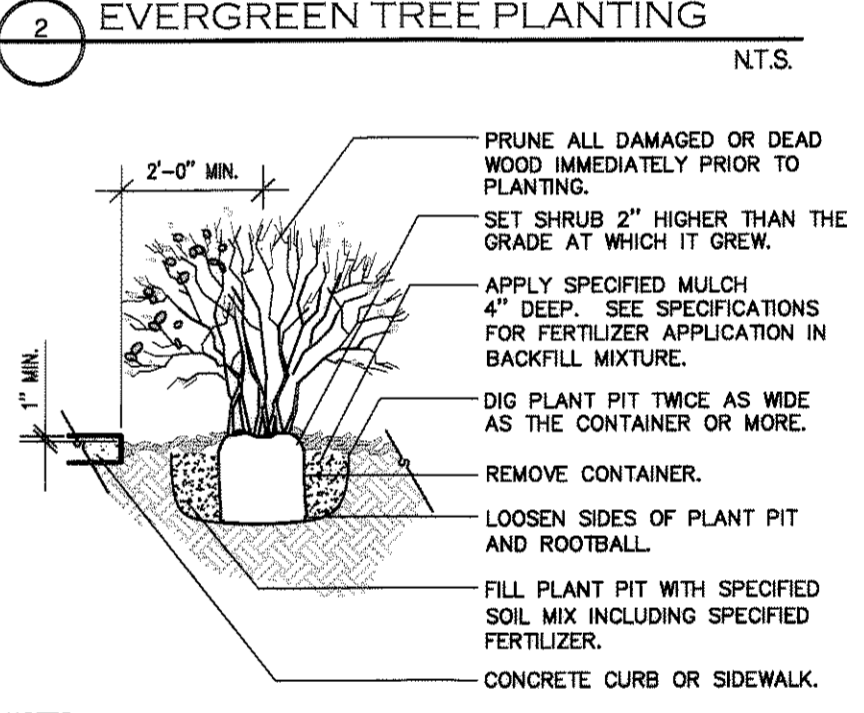 2
EVERGREEN TREE PLANTING
N.T.S.
2'-0" MIN.
1" MIN.
PRUNE ALL DAMAGED OR DEAD
WOOD IMMEDIATELY PRIOR TO
PLANTING.
SET SHRUB 2" HIGHER THAN THE
GRADE AT WHICH IT GREW.
APPLY SPECIFIED MULCH
4" DEEP. SEE SPECIFICATIONS
FOR FERTILIZER APPLICATION IN
BACKFILL MIXTURE.
DIG PLANT PIT TWICE AS WIDE
AS THE CONTAINER OR MORE.
REMOVE CONTAINER.
LOOSEN SIDES OF PLANT PIT
AND ROOTBALL.
FILL PLANT PIT WITH SPECIFIED
SOIL MIX INCLUDING SPECIFIED
FERTILIZER.
CONCRETE CURB OR SIDEWALK.